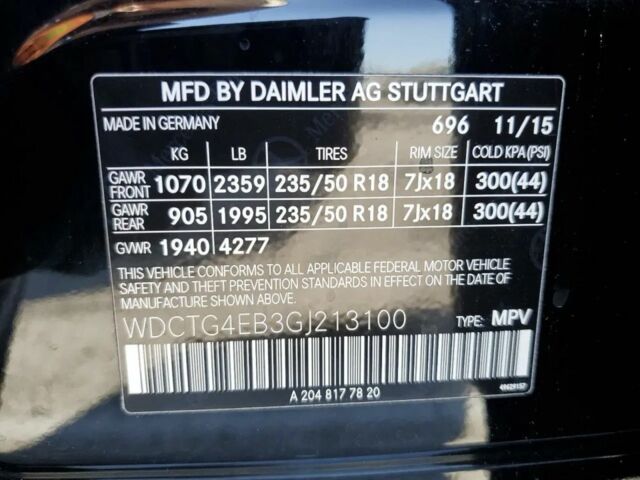 MFD BY DAIMLER AG STUTTGART
MADE IN GERMANY 696 11/15
KG LB TIRES RIM SIZE COLD KPA(PSI)
GAWR FRONT 1070 2359 235/50 R18 7Jx18 300(44)
GAWR REAR 905 1995 235/50 R18 7Jx18 300(44)
GVWR 1940 4277
THIS VEHICLE CONFORMS TO ALL APPLICABLE FEDERAL MOTOR VEHICLE
SAFETY AND THEFT PREVENTION STANDARDS IN EFFECT ON THE DATE
OF MANUFACTURE SHOWN ABOVE.
WDCTG4EB3GJ213100 TYPE: MPV
A 204 817 78 20